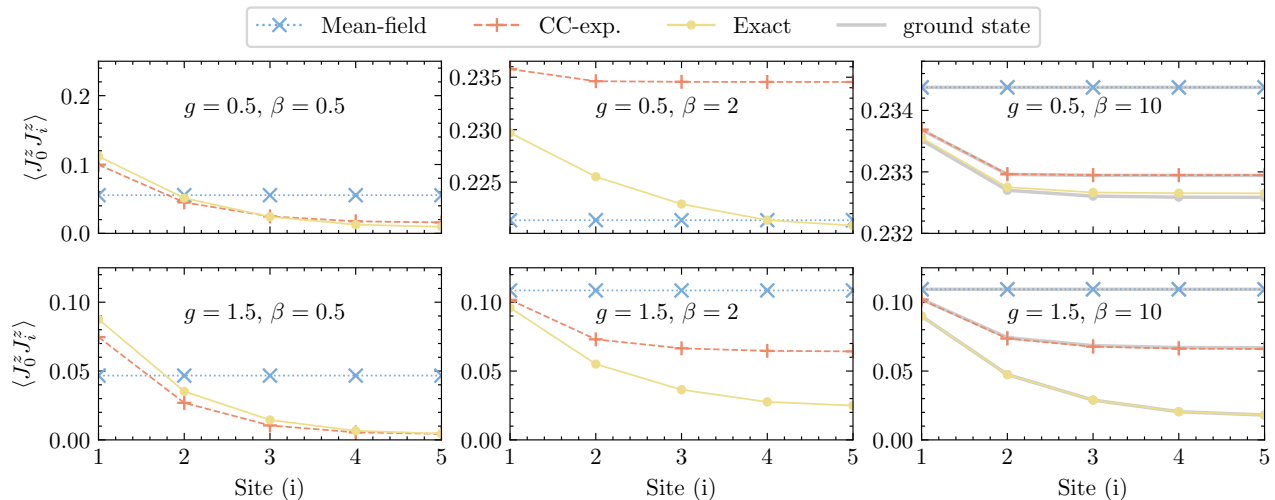 Mean-field CC-exp. Exact ground state
⟨J₀ᶻJᵢᶻ⟩
0.2
0.1
0.0
g = 0.5, β = 0.5
0.235
0.230
0.225
g = 0.5, β = 2
0.234
0.233
0.232
g = 0.5, β = 10
⟨J₀ᶻJᵢᶻ⟩
0.10
0.05
0.00
g = 1.5, β = 0.5
1 2 3 4 5
Site (i)
0.10
0.05
0.00
g = 1.5, β = 2
1 2 3 4 5
Site (i)
0.10
0.05
0.00
g = 1.5, β = 10
1 2 3 4 5
Site (i)